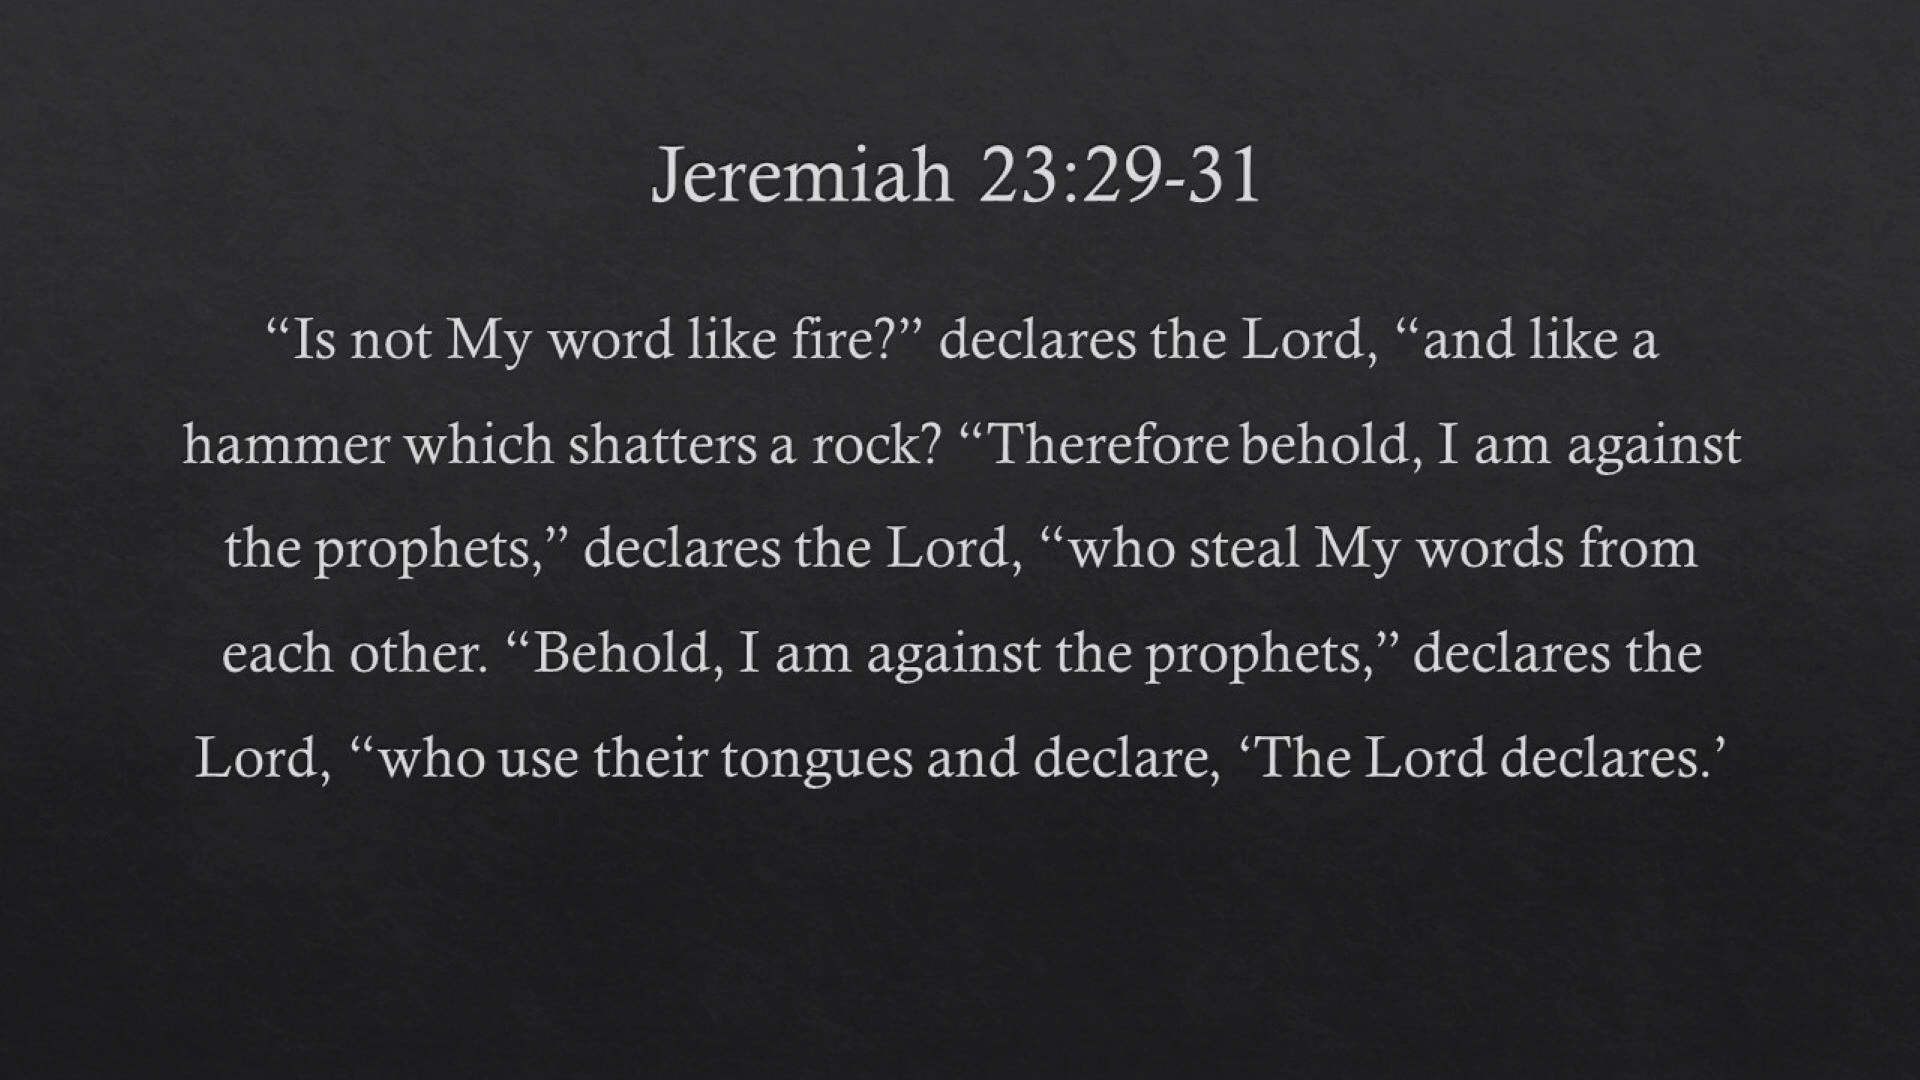 Jeremiah 23:29-31
“Is not My word like fire?” declares the Lord, “and like a
hammer which shatters a rock? “Therefore behold, I am against
the prophets,” declares the Lord, “who steal My words from
each other. “Behold, I am against the prophets,” declares the
Lord, “who use their tongues and declare, ‘The Lord declares.’